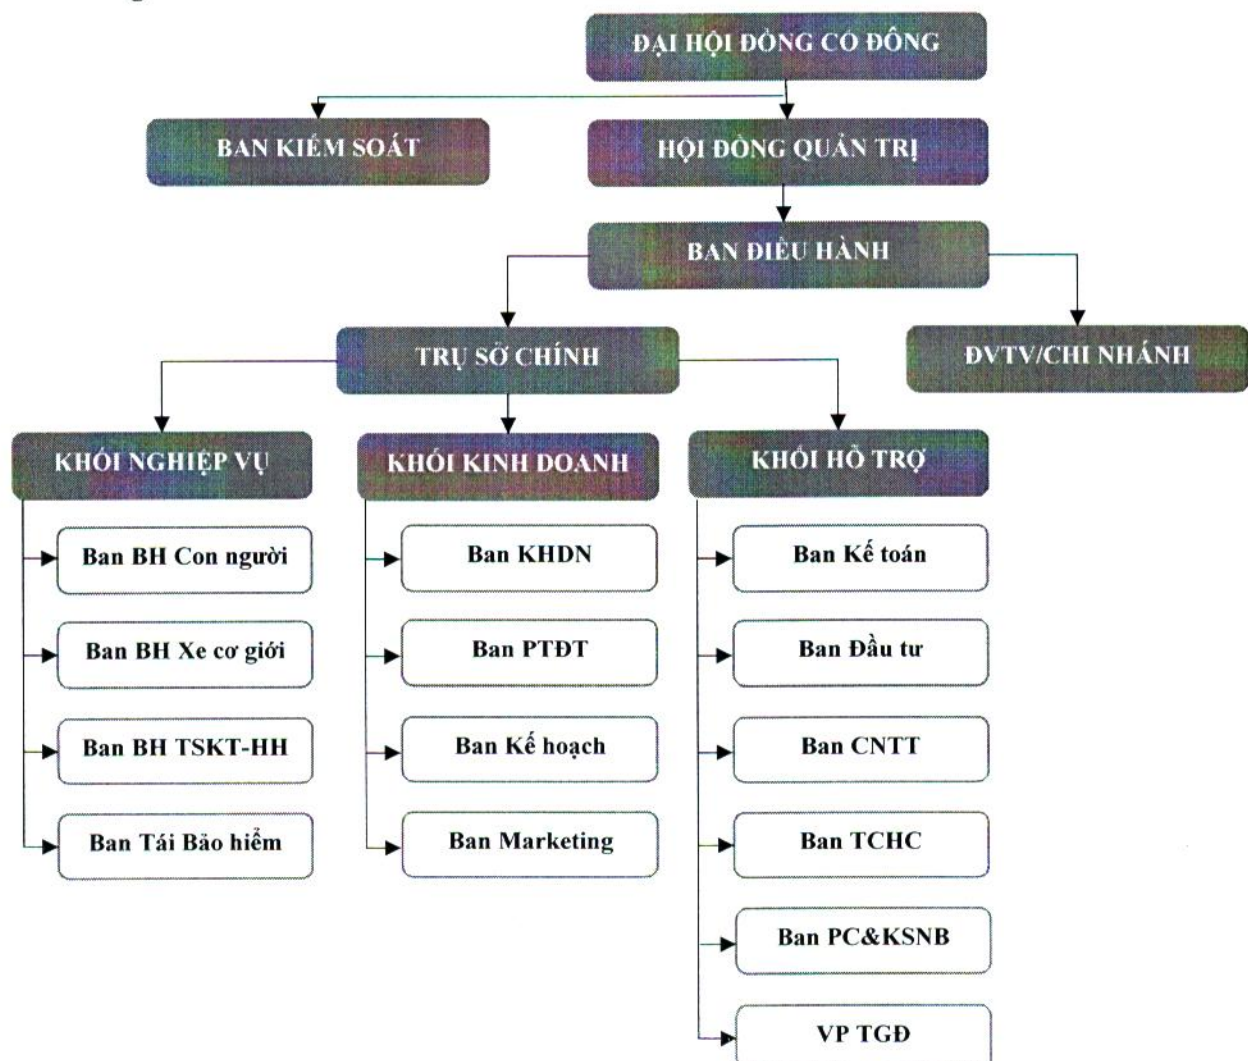 ĐẠI HỘI ĐỒNG CỔ ĐÔNG
BAN KIỂM SOÁT
HỘI ĐỒNG QUẢN TRỊ
BAN ĐIỀU HÀNH
TRỤ SỞ CHÍNH
ĐVTV/CHI NHÁNH
KHỐI NGHIỆP VỤ
KHỐI KINH DOANH
KHỐI HỖ TRỢ
Ban BH Con người
Ban BH Xe cơ giới
Ban BH TSKT-HH
Ban Tái Bảo hiểm
Ban KHDN
Ban PTĐT
Ban Kế hoạch
Ban Marketing
Ban Kế toán
Ban Đầu tư
Ban CNTT
Ban TCHC
Ban PC&KSNB
VP TGĐ